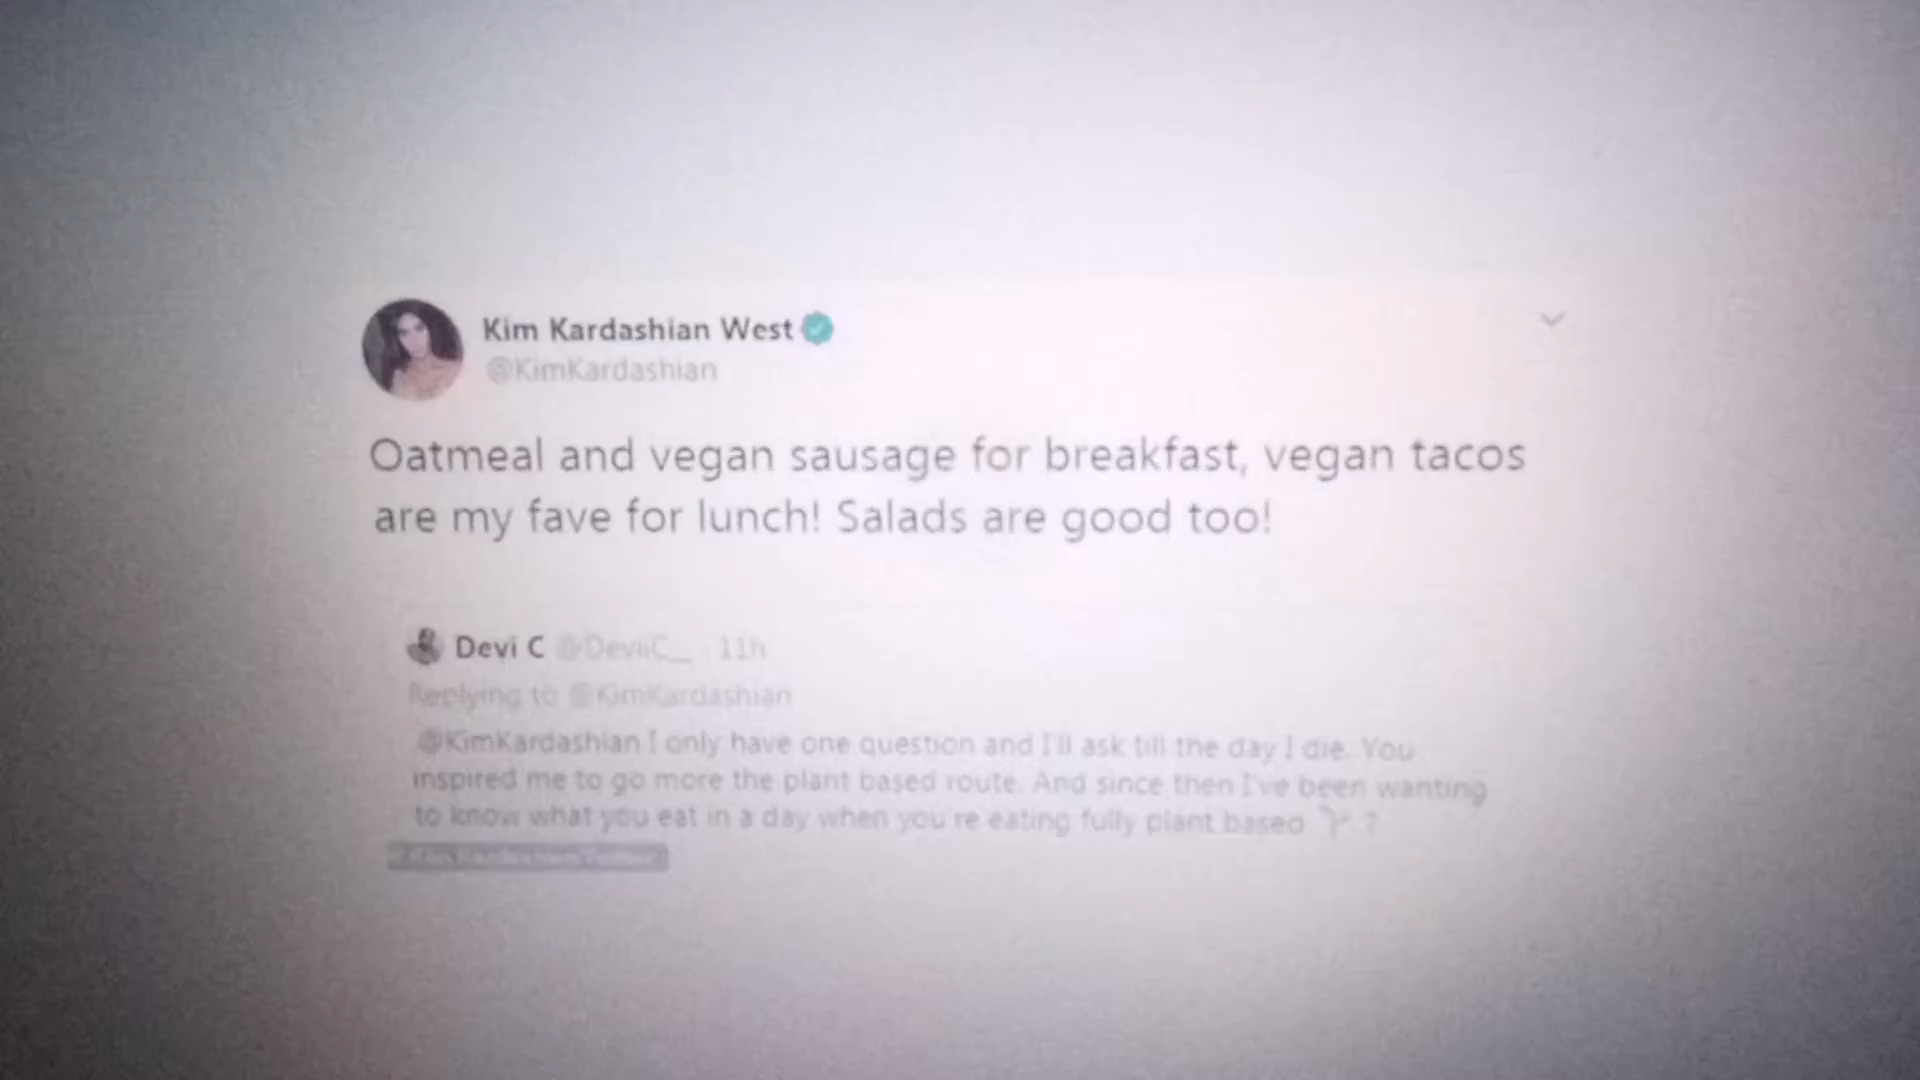 Kim Kardashian West
@KimKardashian
Oatmeal and vegan sausage for breakfast, vegan tacos
are my fave for lunch! Salads are good too!
Devi C @DeviiC_ · 11h
Replying to @KimKardashian
@KimKardashian I only have one question and I'll ask till the day I die. You
inspired me to go more the plant based route. And since then I've been wanting
to know what you eat in a day when you're eating fully plant based ?